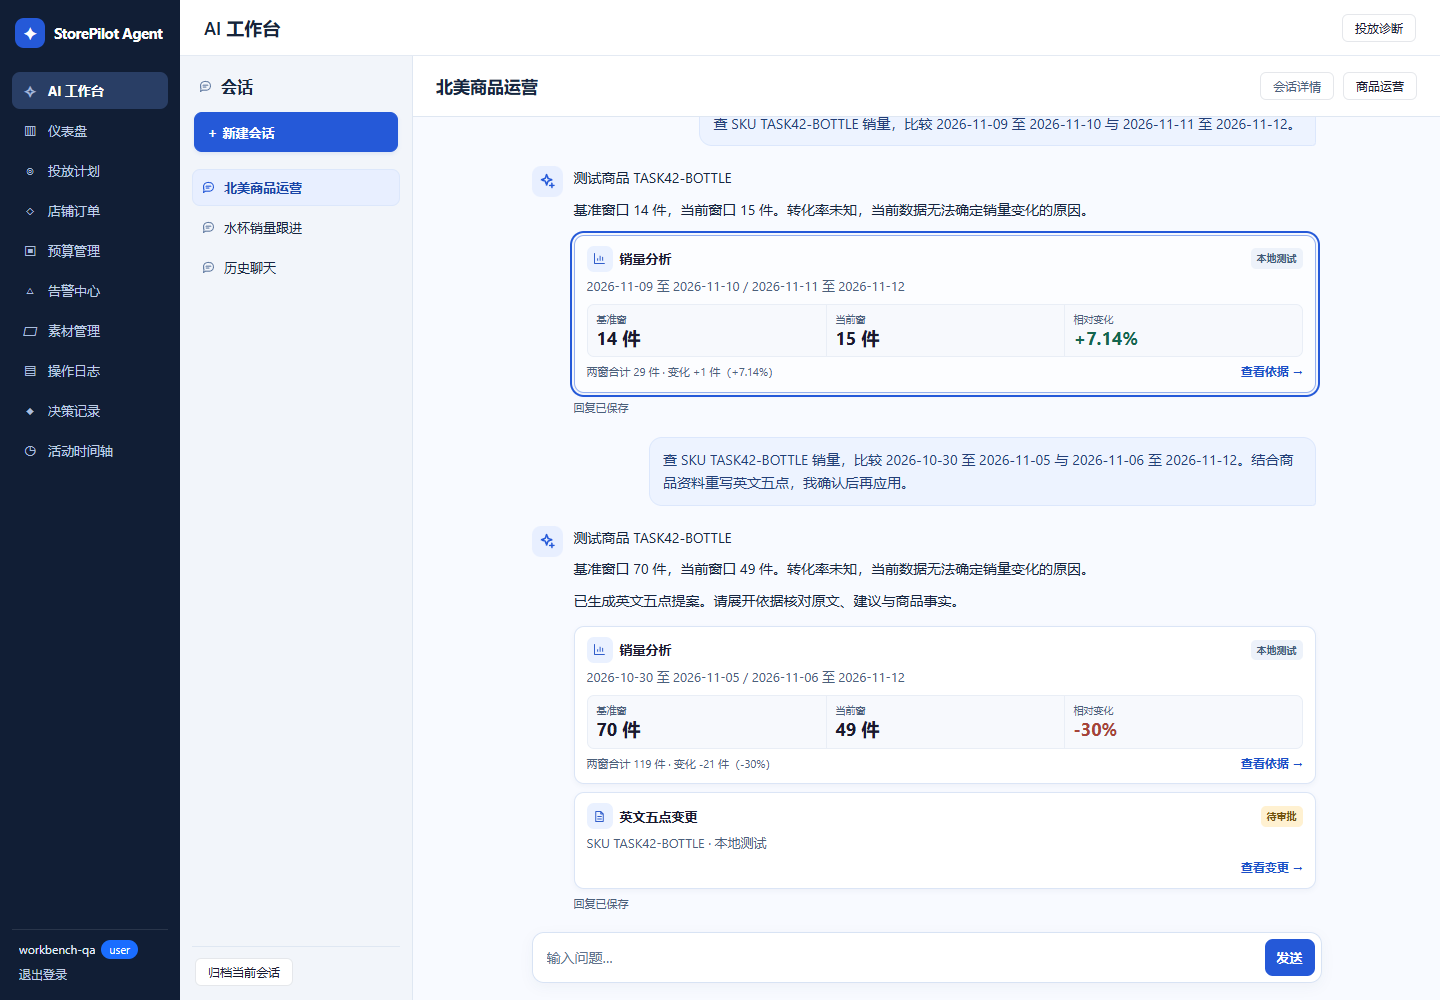 StorePilot Agent
AI 工作台
仪表盘
投放计划
店铺订单
预算管理
告警中心
素材管理
操作日志
决策记录
活动时间轴
workbench-qa
user
退出登录
AI 工作台
投放诊断
会话
+ 新建会话
北美商品运营
水杯销量跟进
历史聊天
归档当前会话
北美商品运营
会话详情
商品运营
查 SKU TASK42-BOTTLE 销量，比较 2026-11-09 至 2026-11-10 与 2026-11-11 至 2026-11-12。
测试商品 TASK42-BOTTLE
基准窗口 14 件，当前窗口 15 件。转化率未知，当前数据无法确定销量变化的原因。
销量分析
本地测试
2026-11-09 至 2026-11-10 / 2026-11-11 至 2026-11-12
基准窗
14 件
当前窗
15 件
相对变化
+7.14%
两窗合计 29 件 · 变化 +1 件（+7.14%）
查看依据 →
回复已保存
查 SKU TASK42-BOTTLE 销量，比较 2026-10-30 至 2026-11-05 与 2026-11-06 至 2026-11-12。结合商
品资料重写英文五点，我确认后再应用。
测试商品 TASK42-BOTTLE
基准窗口 70 件，当前窗口 49 件。转化率未知，当前数据无法确定销量变化的原因。
已生成英文五点提案。请展开依据核对原文、建议与商品事实。
销量分析
本地测试
2026-10-30 至 2026-11-05 / 2026-11-06 至 2026-11-12
基准窗
70 件
当前窗
49 件
相对变化
-30%
两窗合计 119 件 · 变化 -21 件（-30%）
查看依据 →
英文五点变更
待审批
SKU TASK42-BOTTLE · 本地测试
查看变更 →
回复已保存
输入问题...
发送